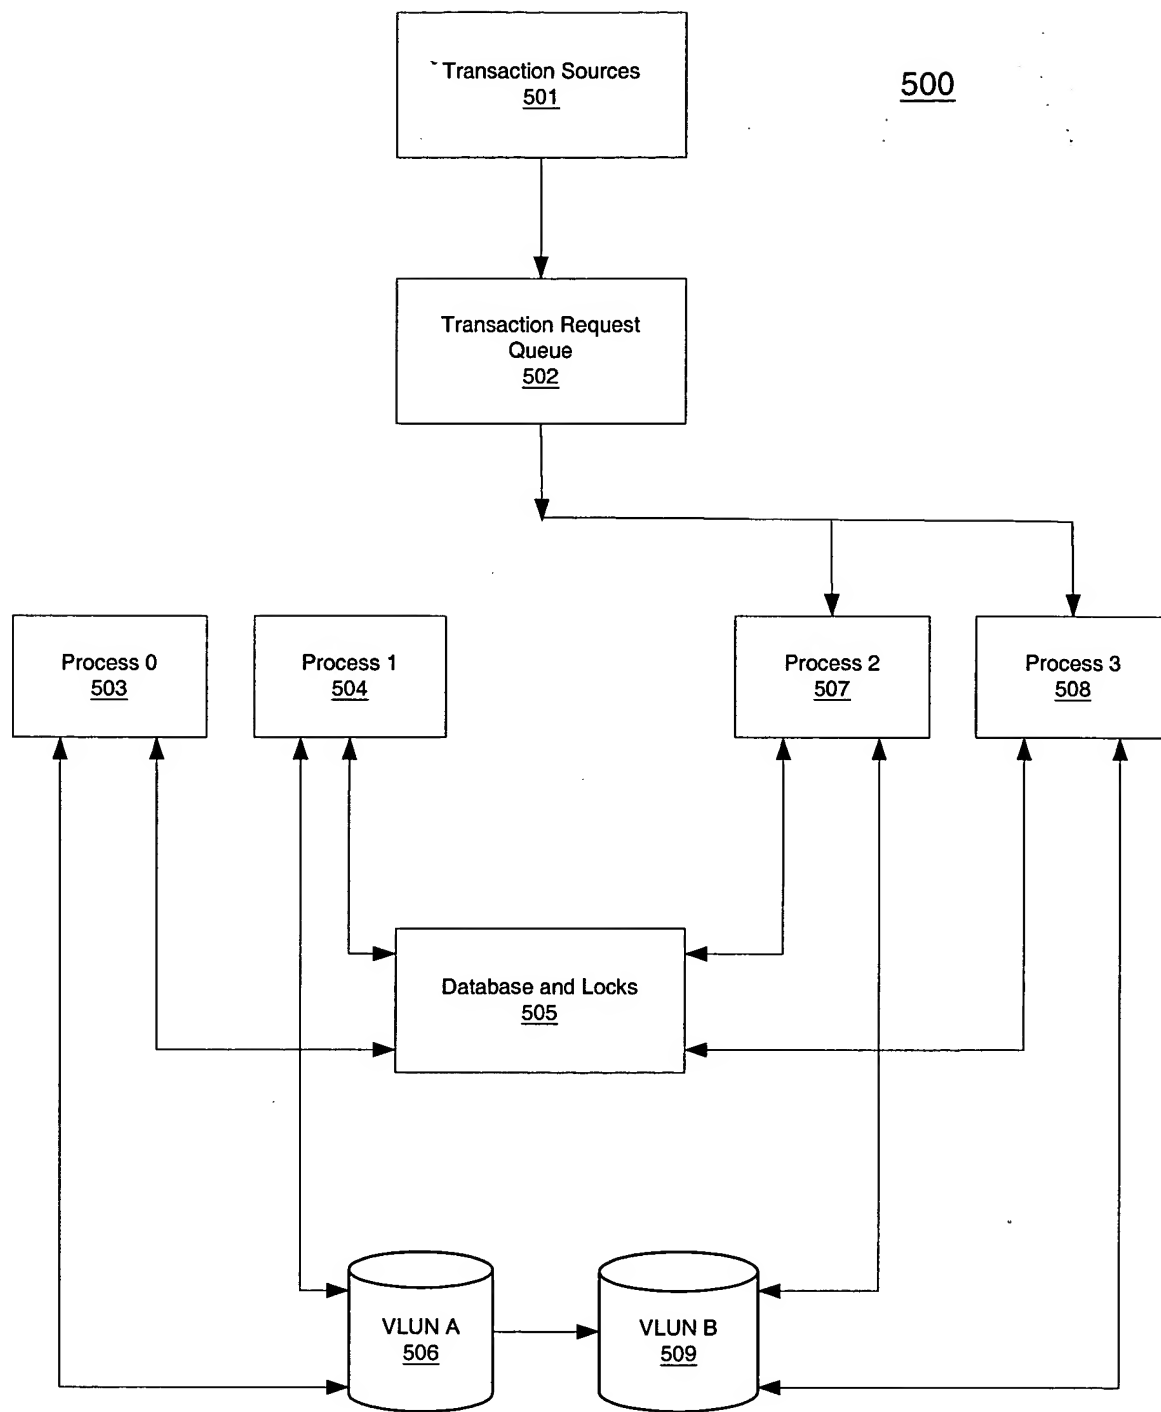 Transaction Sources
501
500
Transaction Request
Queue
502
Process 0
503
Process 1
504
Process 2
507
Process 3
508
Database and Locks
505
VLUN A
506
VLUN B
509